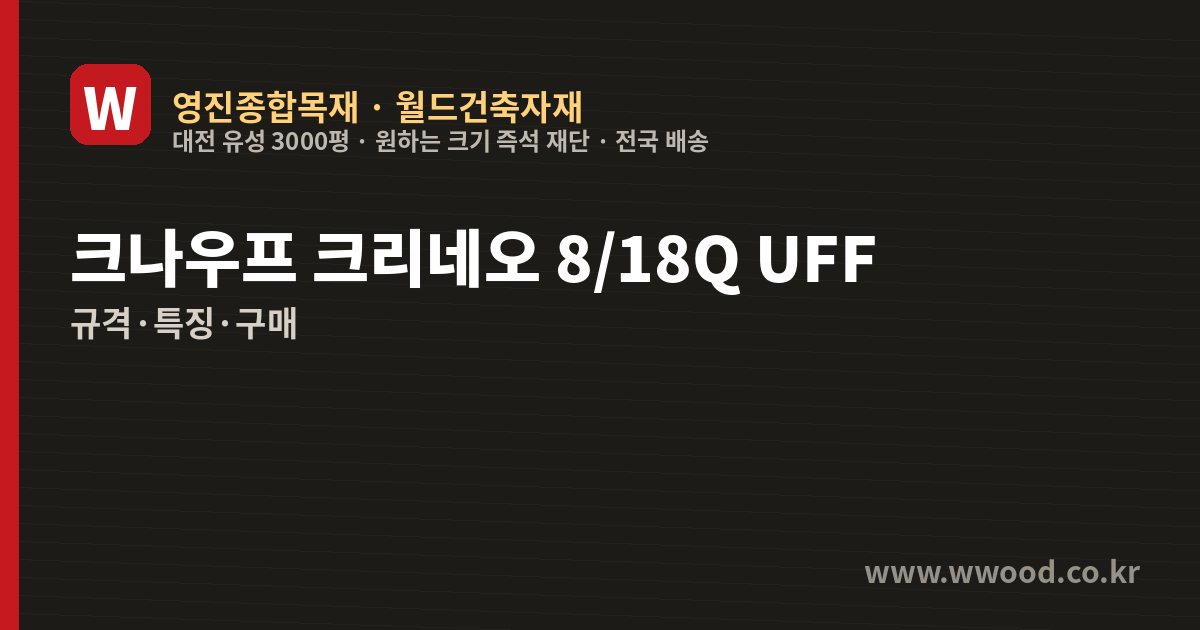 W
영진종합목재 · 월드건축자재
대전 유성 3000평 · 원하는 크기 즉석 재단 · 전국 배송
크나우프 크리네오 8/18Q UFF
규격·특징·구매
www.wwood.co.kr